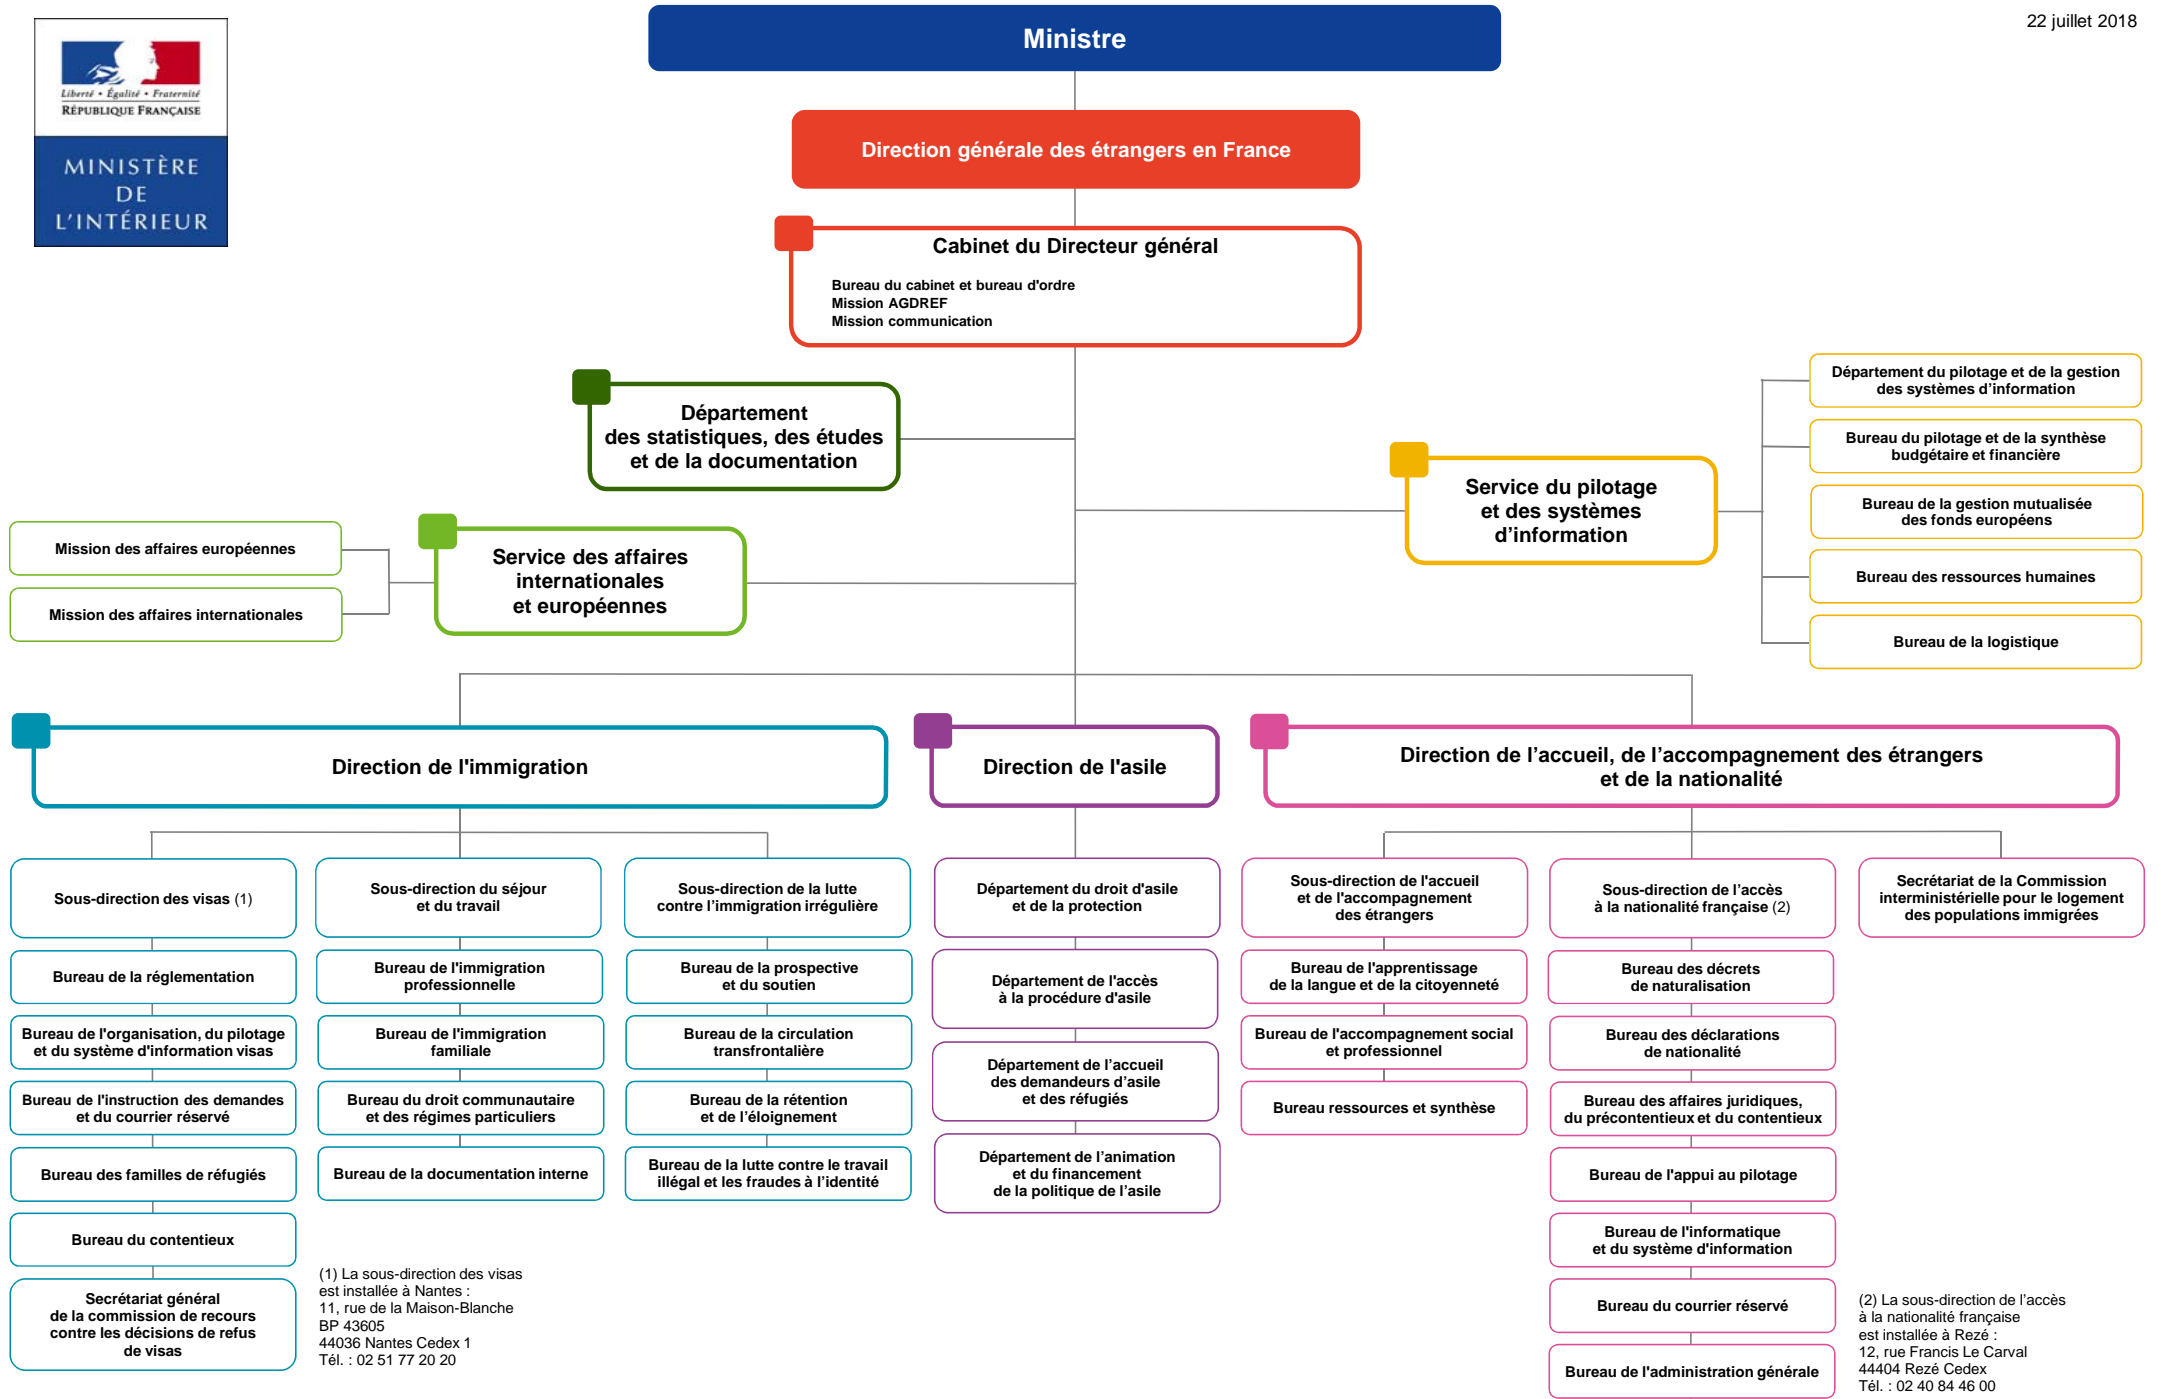 22 juillet 2018
Liberté • Égalité • Fraternité
RÉPUBLIQUE FRANÇAISE
MINISTÈRE
DE
L'INTÉRIEUR
Ministre
Direction générale des étrangers en France
Cabinet du Directeur général
Bureau du cabinet et bureau d'ordre
Mission AGDREF
Mission communication
Département
des statistiques, des études
et de la documentation
Service du pilotage
et des systèmes
d’information
Département du pilotage et de la gestion
des systèmes d’information
Bureau du pilotage et de la synthèse
budgétaire et financière
Bureau de la gestion mutualisée
des fonds européens
Bureau des ressources humaines
Bureau de la logistique
Service des affaires
internationales
et européennes
Mission des affaires européennes
Mission des affaires internationales
Direction de l'immigration
Sous-direction des visas (1)
Bureau de la réglementation
Bureau de l'organisation, du pilotage
et du système d'information visas
Bureau de l'instruction des demandes
et du courrier réservé
Bureau des familles de réfugiés
Bureau du contentieux
Secrétariat général
de la commission de recours
contre les décisions de refus
de visas
Sous-direction du séjour
et du travail
Bureau de l'immigration
professionnelle
Bureau de l'immigration
familiale
Bureau du droit communautaire
et des régimes particuliers
Bureau de la documentation interne
Sous-direction de la lutte
contre l’immigration irrégulière
Bureau de la prospective
et du soutien
Bureau de la circulation
transfrontalière
Bureau de la rétention
et de l’éloignement
Bureau de la lutte contre le travail
illégal et les fraudes à l’identité
(1) La sous-direction des visas
est installée à Nantes :
11, rue de la Maison-Blanche
BP 43605
44036 Nantes Cedex 1
Tél. : 02 51 77 20 20
Direction de l'asile
Département du droit d'asile
et de la protection
Département de l'accès
à la procédure d'asile
Département de l’accueil
des demandeurs d’asile
et des réfugiés
Département de l’animation
et du financement
de la politique de l’asile
Direction de l’accueil, de l’accompagnement des étrangers
et de la nationalité
Sous-direction de l'accueil
et de l'accompagnement
des étrangers
Bureau de l'apprentissage
de la langue et de la citoyenneté
Bureau de l'accompagnement social
et professionnel
Bureau ressources et synthèse
Sous-direction de l’accès
à la nationalité française (2)
Bureau des décrets
de naturalisation
Bureau des déclarations
de nationalité
Bureau des affaires juridiques,
du précontentieux et du contentieux
Bureau de l'appui au pilotage
Bureau de l'informatique
et du système d'information
Bureau du courrier réservé
Bureau de l'administration générale
Secrétariat de la Commission
interministérielle pour le logement
des populations immigrées
(2) La sous-direction de l’accès
à la nationalité française
est installée à Rezé :
12, rue Francis Le Carval
44404 Rezé Cedex
Tél. : 02 40 84 46 00